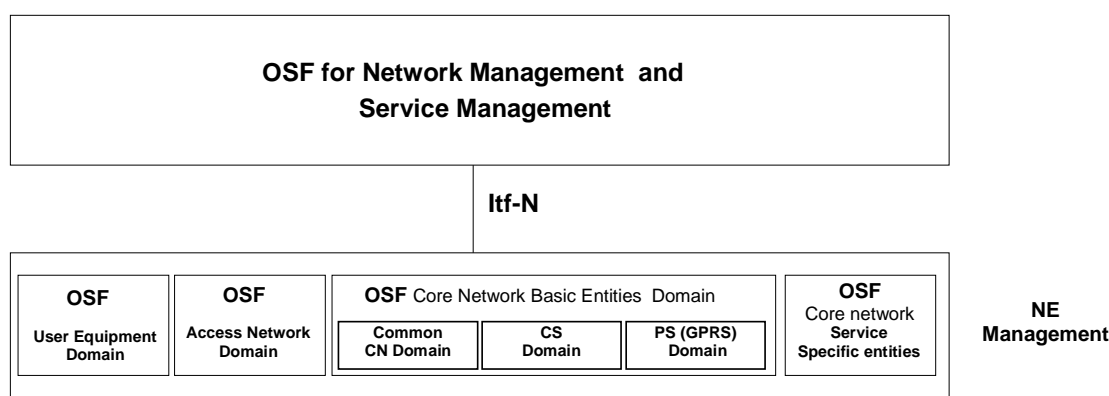 OSF for Network Management and
Service Management
Itf-N
OSF
User Equipment
Domain
OSF
Access Network
Domain
OSF Core Network Basic Entities Domain
Common
CN Domain
CS
Domain
PS (GPRS)
Domain
OSF
Core network
Service
Specific entities
NE
Management